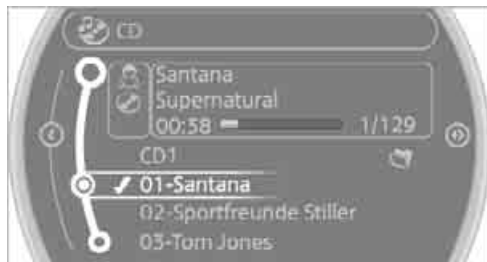 CD
Santana
Supernatural
00:58 1/129
CD1
01-Santana
02-Sportfreunde Stiller
03-Tom Jones